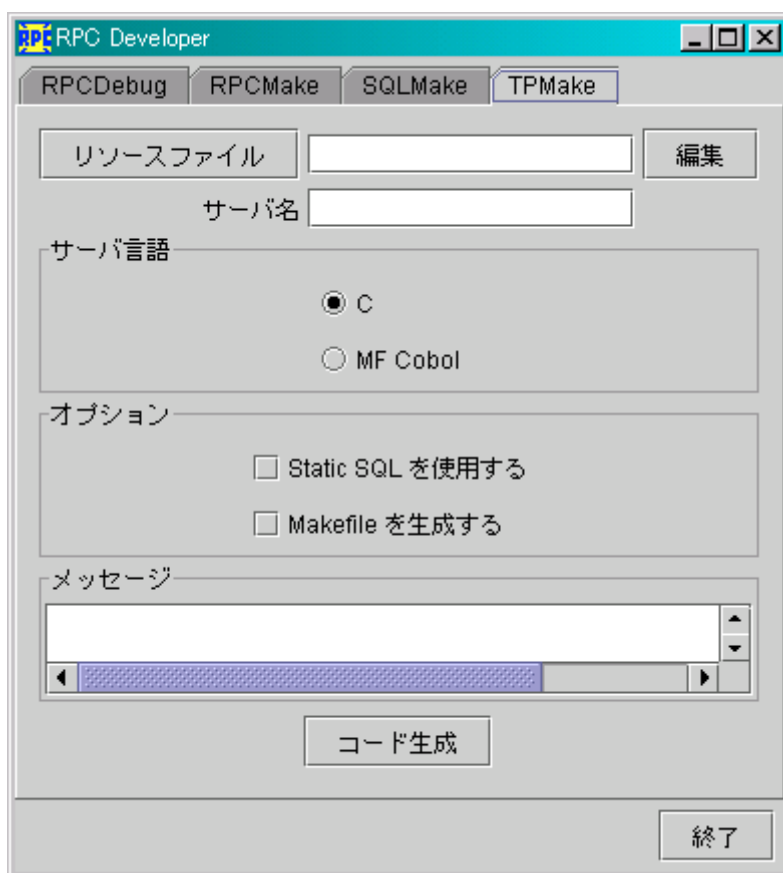 RPC RPC Developer
RPCDebug RPCMake SQLMake TPMake
リソースファイル 編集
サーバ名
サーバ言語
C
MF Cobol
オプション
Static SQL を使用する
Makefile を生成する
メッセージ
コード生成
終了